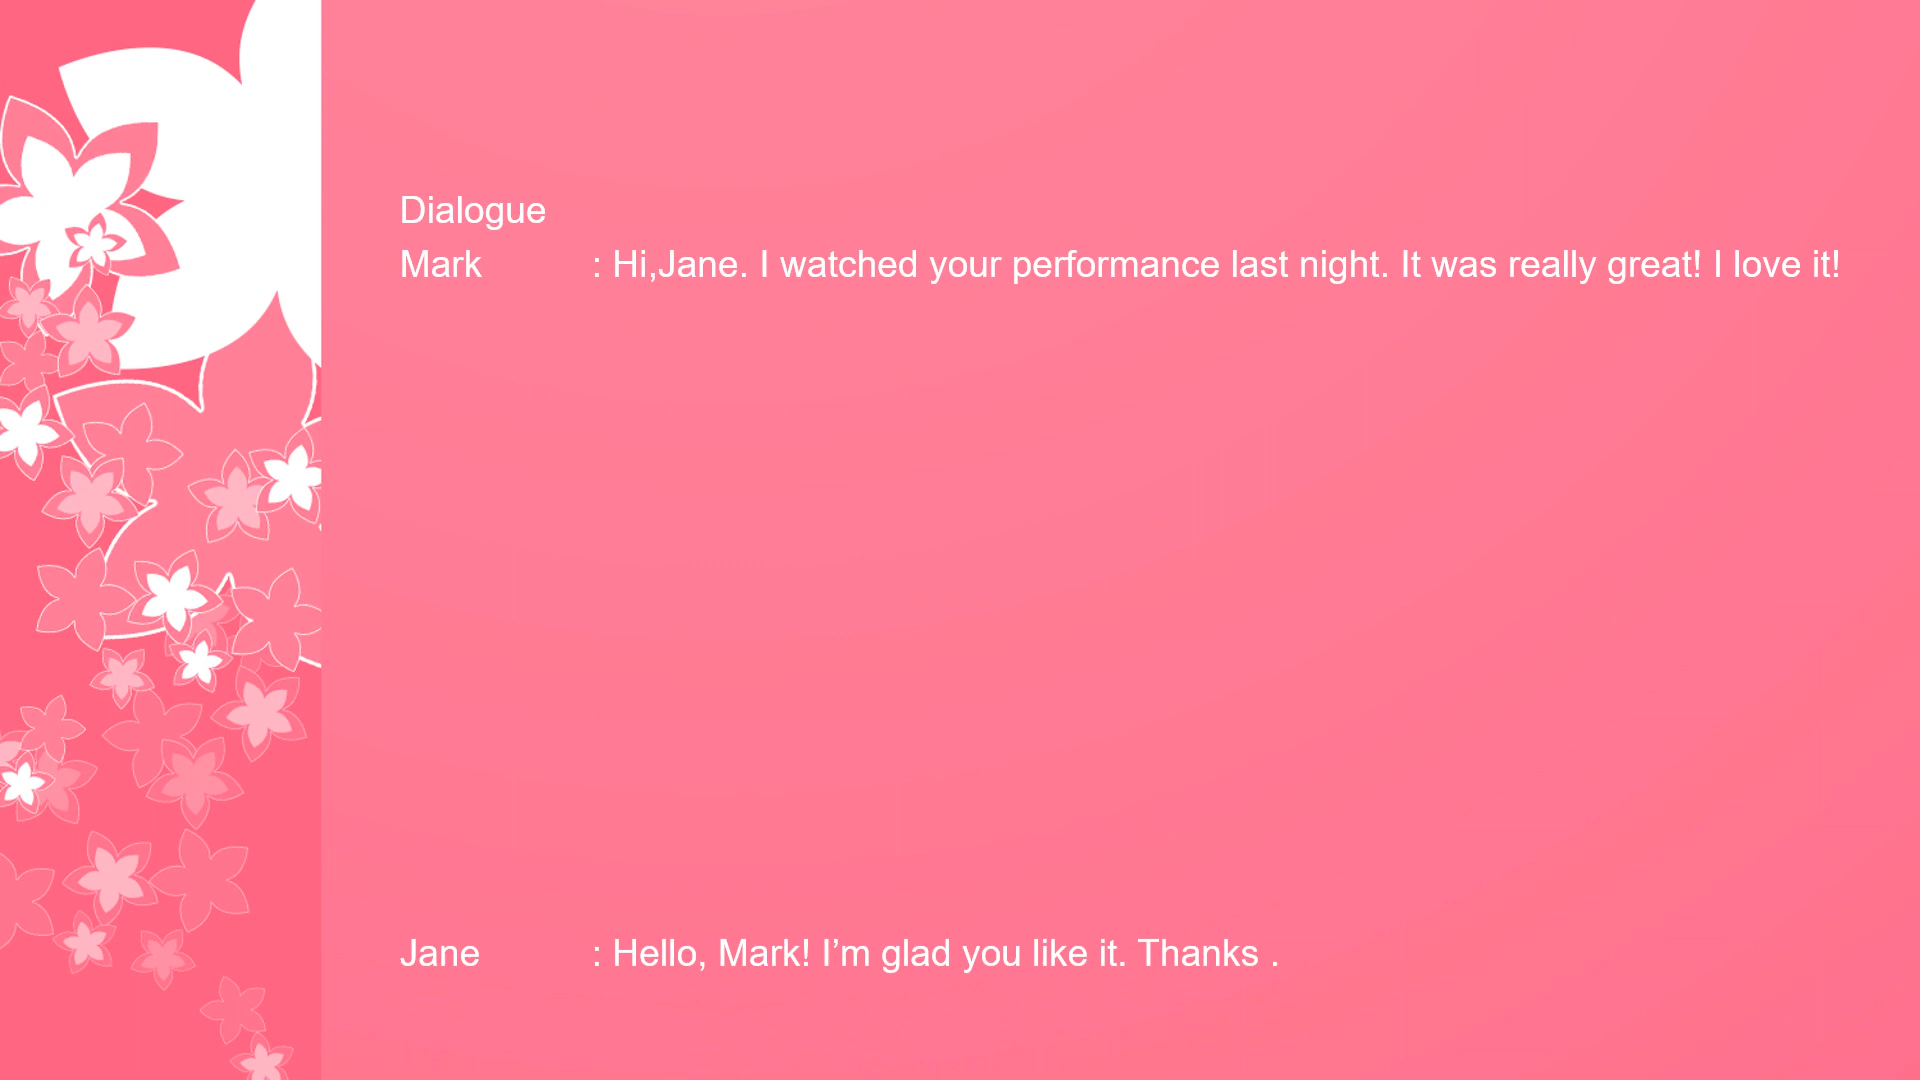 Dialogue
Mark : Hi,Jane. I watched your performance last night. It was really great! I love it!
Jane : Hello, Mark! I’m glad you like it. Thanks .